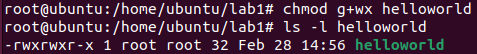 root@ubuntu:/home/ubuntu/lab1# chmod g+wx helloworld
root@ubuntu:/home/ubuntu/lab1# ls -l helloworld
-rwxrwxr-x 1 root root 32 Feb 28 14:56 helloworld